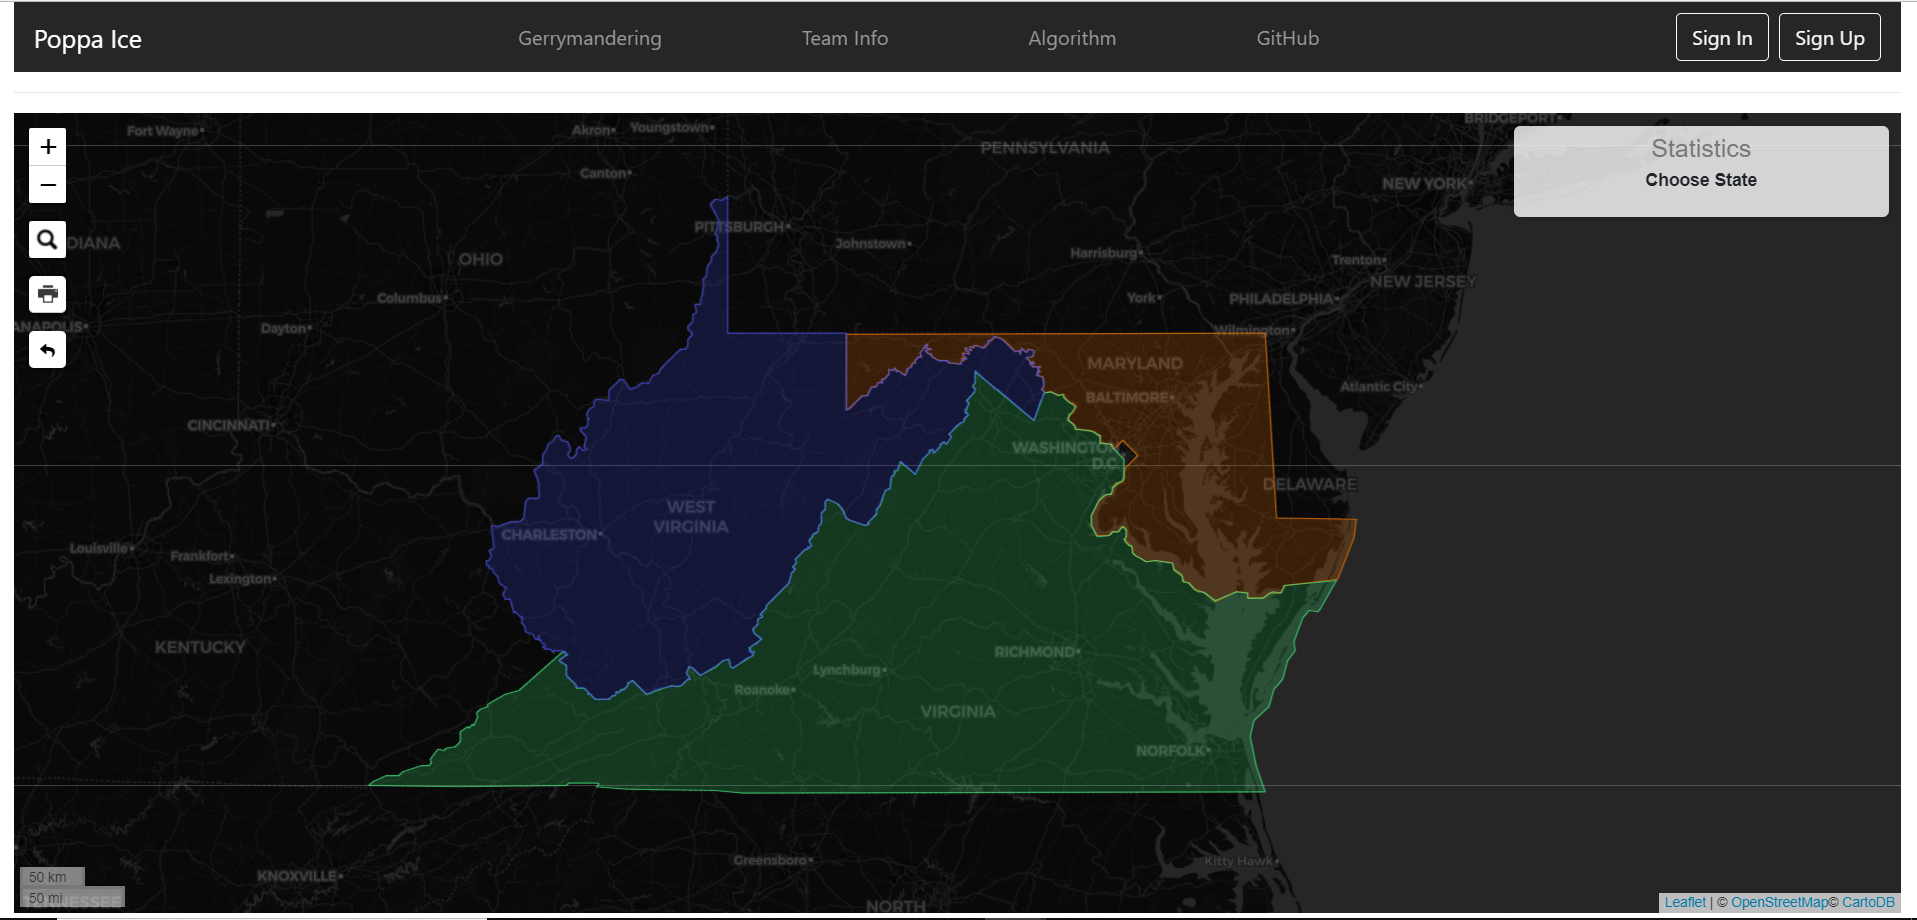 Poppa Ice
Gerrymandering
Team Info
Algorithm
GitHub
Sign In
Sign Up
+
−
Statistics
Choose State
Fort Wayne
Akron
Youngstown
BRIDGEPORT
PENNSYLVANIA
Canton
NEW YORK
PITTSBURGH
DIANA
OHIO
Johnstown
Harrisburg
Trenton
NEW JERSEY
Columbus
York
PHILADELPHIA
ANAPOLIS
Dayton
Wilmington
MARYLAND
Atlantic City
BALTIMORE
CINCINNATI
WASHINGTON
D.C.
DELAWARE
WEST
VIRGINIA
CHARLESTON
Louisville
Frankfort
Lexington
KENTUCKY
RICHMOND
Lynchburg
Roanoke
VIRGINIA
NORFOLK
Greensboro
Kitty Hawk
KNOXVILLE
50 km
50 mi
TENNESSEE
NORTH
Leaflet | © OpenStreetMap© CartoDB